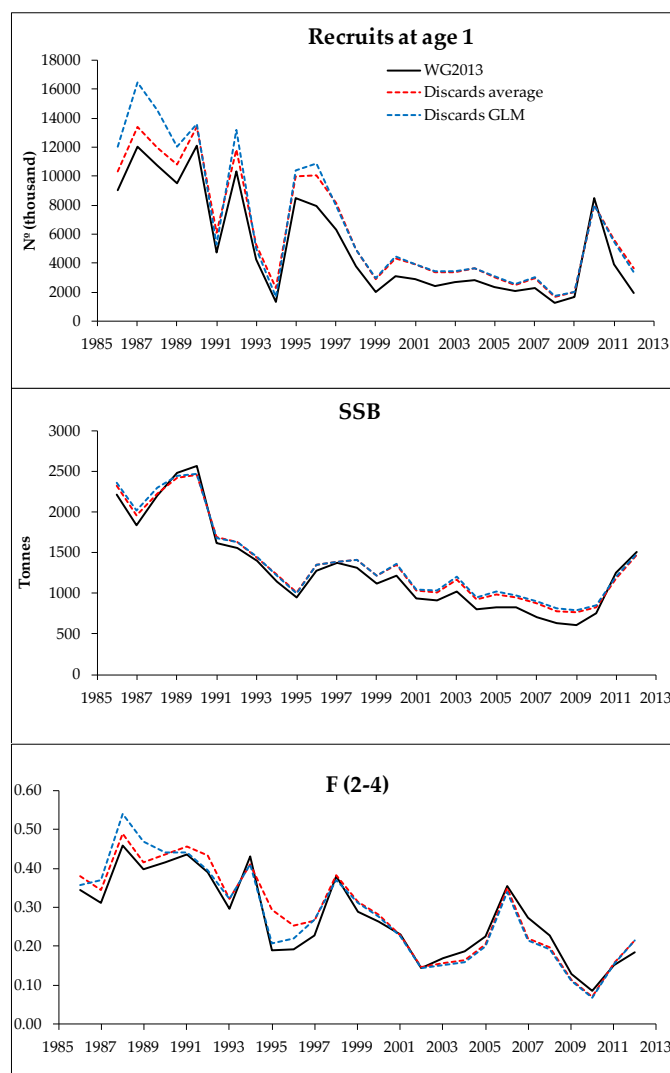 Recruits at age 1
WG2013
Discards average
Discards GLM
Nº (thousand)
18000
16000
14000
12000
10000
8000
6000
4000
2000
0
1985 1987 1989 1991 1993 1995 1997 1999 2001 2003 2005 2007 2009 2011 2013
SSB
Tonnes
3000
2500
2000
1500
1000
500
0
1985 1987 1989 1991 1993 1995 1997 1999 2001 2003 2005 2007 2009 2011 2013
F (2-4)
0.60
0.50
0.40
0.30
0.20
0.10
0.00
1985 1987 1989 1991 1993 1995 1997 1999 2001 2003 2005 2007 2009 2011 2013